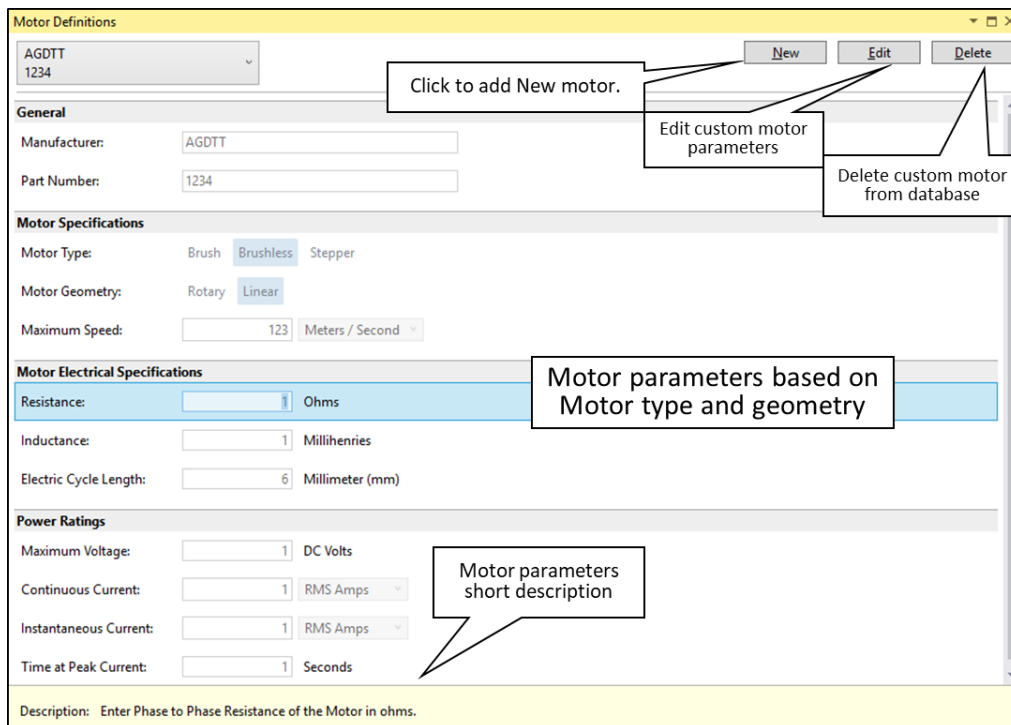 Motor Definitions
AGDTT
1234
New
Edit
Delete
Click to add New motor.
Edit custom motor
parameters
Delete custom motor
from database
General
Manufacturer:
AGDTT
Part Number:
1234
Motor Specifications
Motor Type:
Brush
Brushless
Stepper
Motor Geometry:
Rotary
Linear
Maximum Speed:
123
Meters / Second
Motor Electrical Specifications
Motor parameters based on
Motor type and geometry
Resistance:
1
Ohms
Inductance:
1
Millihenries
Electric Cycle Length:
6
Millimeter (mm)
Power Ratings
Maximum Voltage:
1
DC Volts
Motor parameters
short description
Continuous Current:
1
RMS Amps
Instantaneous Current:
1
RMS Amps
Time at Peak Current:
1
Seconds
Description: Enter Phase to Phase Resistance of the Motor in ohms.